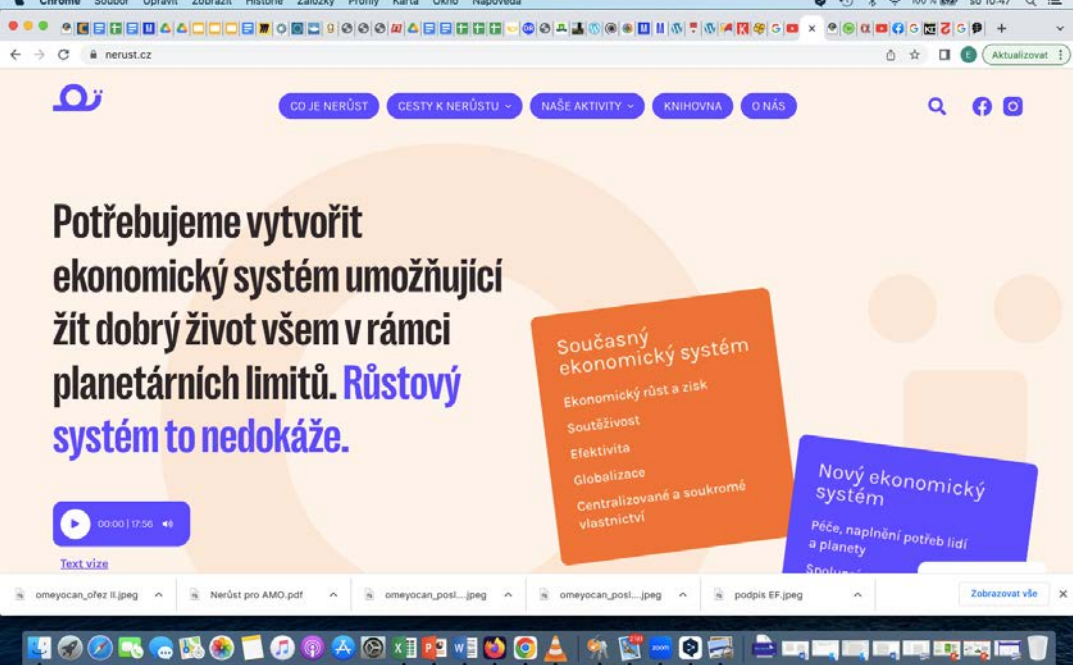 Chrome Soubor Upravit Zobrazit Historie Záložky Profily Karta Okno Nápověda
100 % so 10:47
nerust.cz
E
Aktualizovat
CO JE NERŮST
CESTY K NERŮSTU
NAŠE AKTIVITY
KNIHOVNA
O NÁS
Potřebujeme vytvořit
ekonomický systém umožňující
žít dobrý život všem v rámci
planetárních limitů. Růstový
systém to nedokáže.
00:00 | 17:56
Text vize
Současný
ekonomický systém
Ekonomický růst a zisk
Soutěživost
Efektivita
Globalizace
Centralizované a soukromé
vlastnictví
Nový ekonomický
systém
Péče, naplnění potřeb lidí
a planety
omeyocan_ořez II.jpeg
Nerůst pro AMO.pdf
omeyocan_posl....jpeg
omeyocan_posl....jpeg
podpis EF.jpeg
Zobrazovat vše
zoom